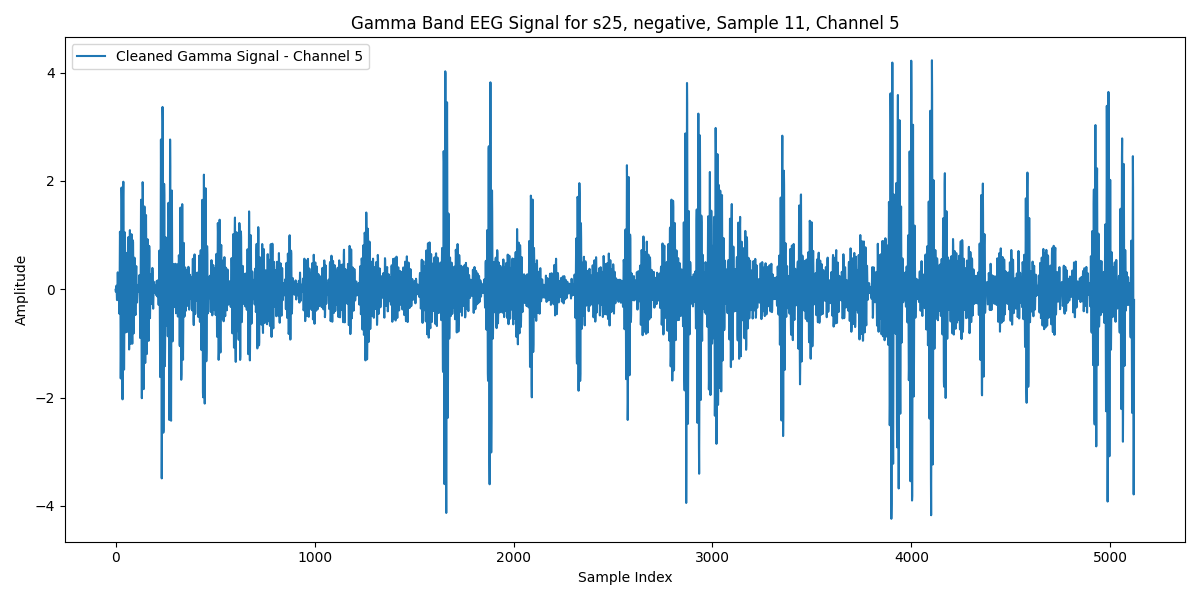 Gamma Band EEG Signal for s25, negative, Sample 11, Channel 5
Cleaned Gamma Signal - Channel 5
Amplitude
4
2
0
−2
−4
0 1000 2000 3000 4000 5000
Sample Index